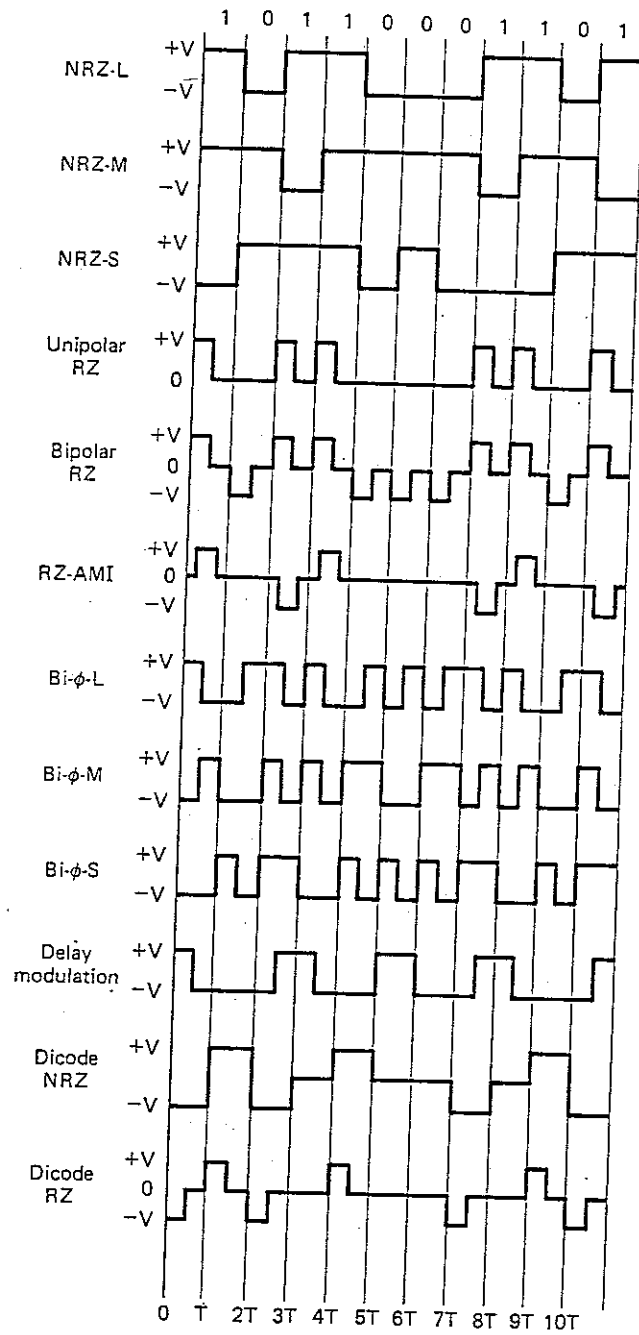 1 0 1 1 0 0 0 1 1 0 1
+V
NRZ-L
−V
+V
NRZ-M
−V
+V
NRZ-S
−V
Unipolar +V
RZ
0
Bipolar +V
RZ 0
−V
+V
RZ-AMI 0
−V
+V
Bi-ϕ-L
−V
+V
Bi-ϕ-M
−V
+V
Bi-ϕ-S
−V
Delay +V
modulation −V
Dicode +V
NRZ
−V
Dicode +V
RZ 0
−V
0 T 2T 3T 4T 5T 6T 7T 8T 9T 10T